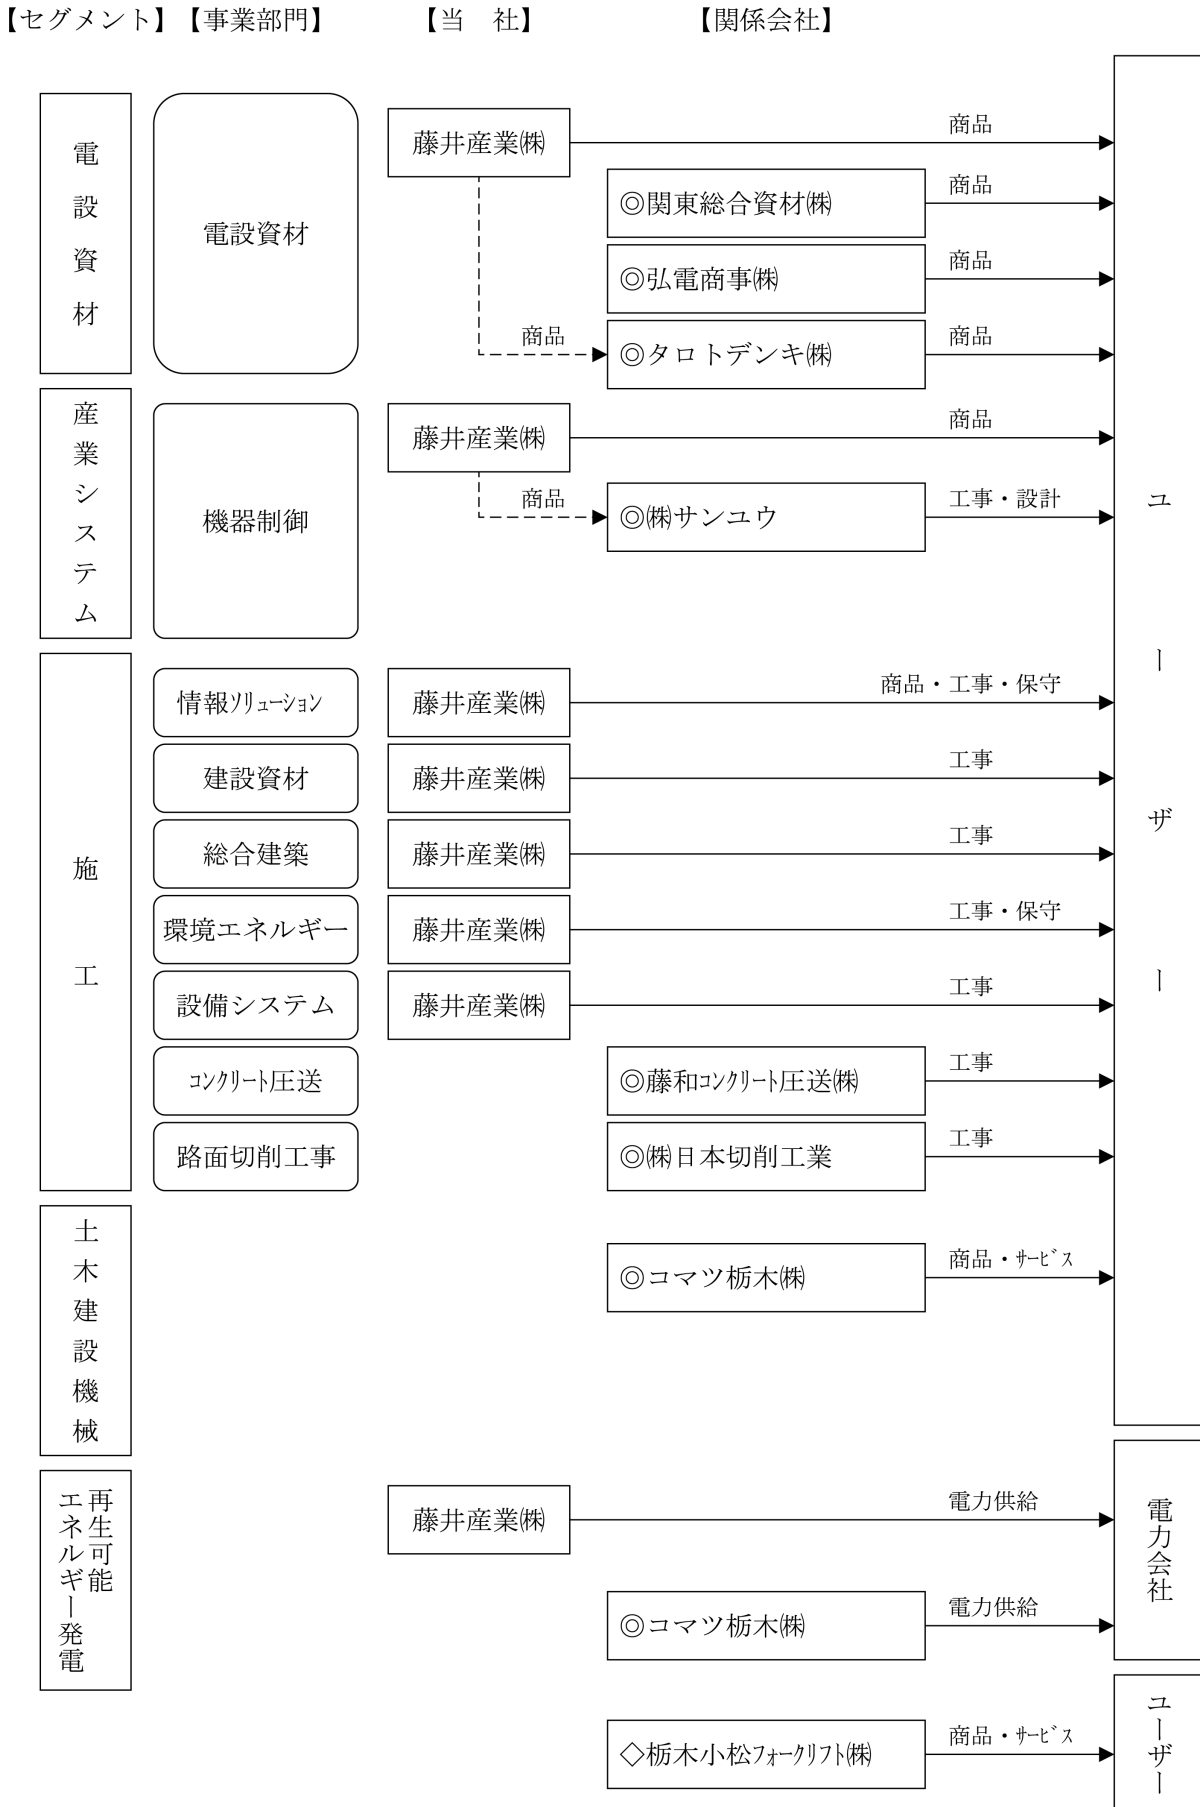 【セグメント】【事業部門】 【当　社】 【関係会社】
電設資材
電設資材
藤井産業㈱
商品
◎関東総合資材㈱
商品
◎弘電商事㈱
商品
商品
◎タロトデンキ㈱
商品
産業システム
機器制御
藤井産業㈱
商品
商品
◎㈱サンユウ
工事・設計
施工
情報ｿﾘｭｰｼｮﾝ
藤井産業㈱
商品・工事・保守
建設資材
藤井産業㈱
工事
総合建築
藤井産業㈱
工事
環境エネルギー
藤井産業㈱
工事・保守
設備システム
藤井産業㈱
工事
ｺﾝｸﾘｰﾄ圧送
◎藤和ｺﾝｸﾘｰﾄ圧送㈱
工事
路面切削工事
◎㈱日本切削工業
工事
土木建設機械
◎コマツ栃木㈱
商品・ｻｰﾋﾞｽ
ユーザー
再生可能
エネルギー発電
藤井産業㈱
電力供給
◎コマツ栃木㈱
電力供給
電力会社
◇栃木小松ﾌｫｰｸﾘﾌﾄ㈱
商品・ｻｰﾋﾞｽ
ユーザー